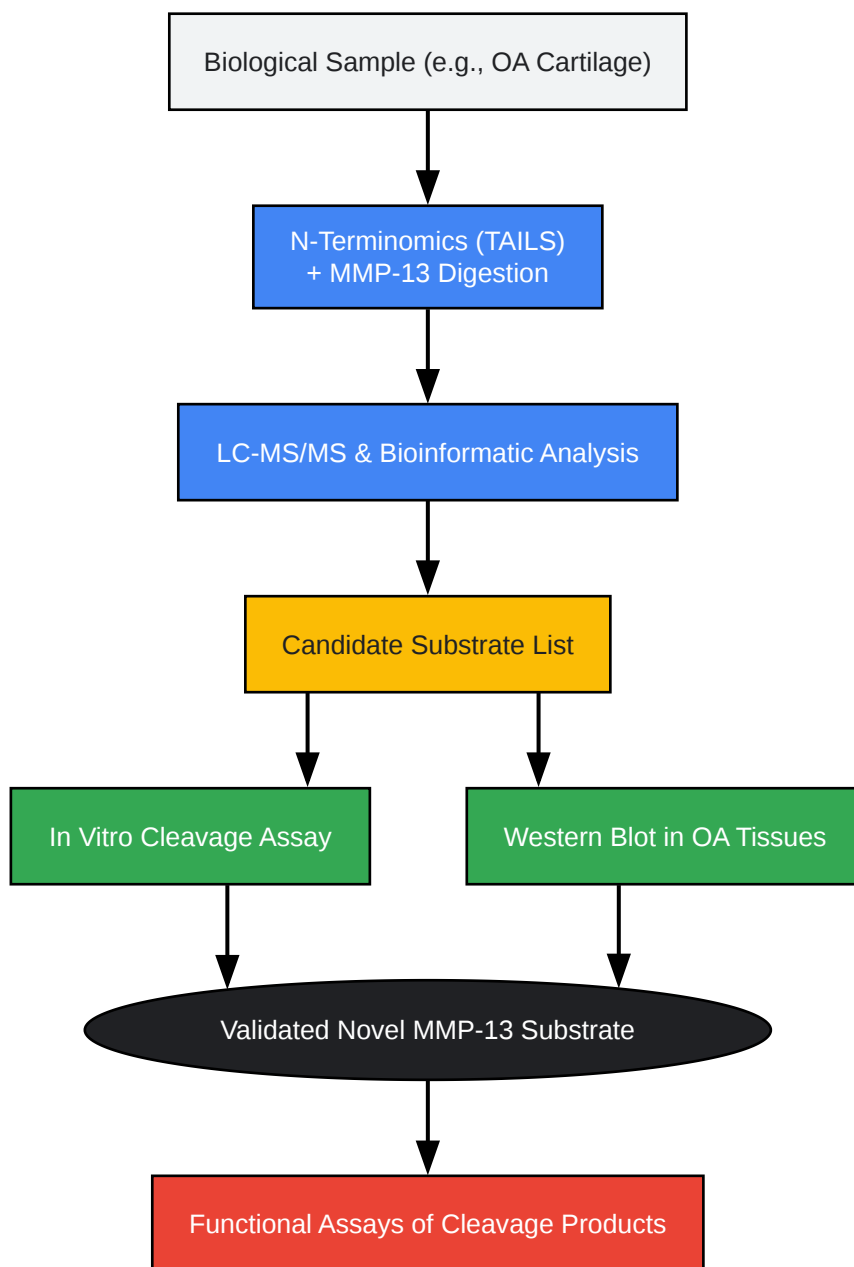 Biological Sample (e.g., OA Cartilage)
N-Terminomics (TAILS)
+ MMP-13 Digestion
LC-MS/MS & Bioinformatic Analysis
Candidate Substrate List
In Vitro Cleavage Assay
Western Blot in OA Tissues
Validated Novel MMP-13 Substrate
Functional Assays of Cleavage Products